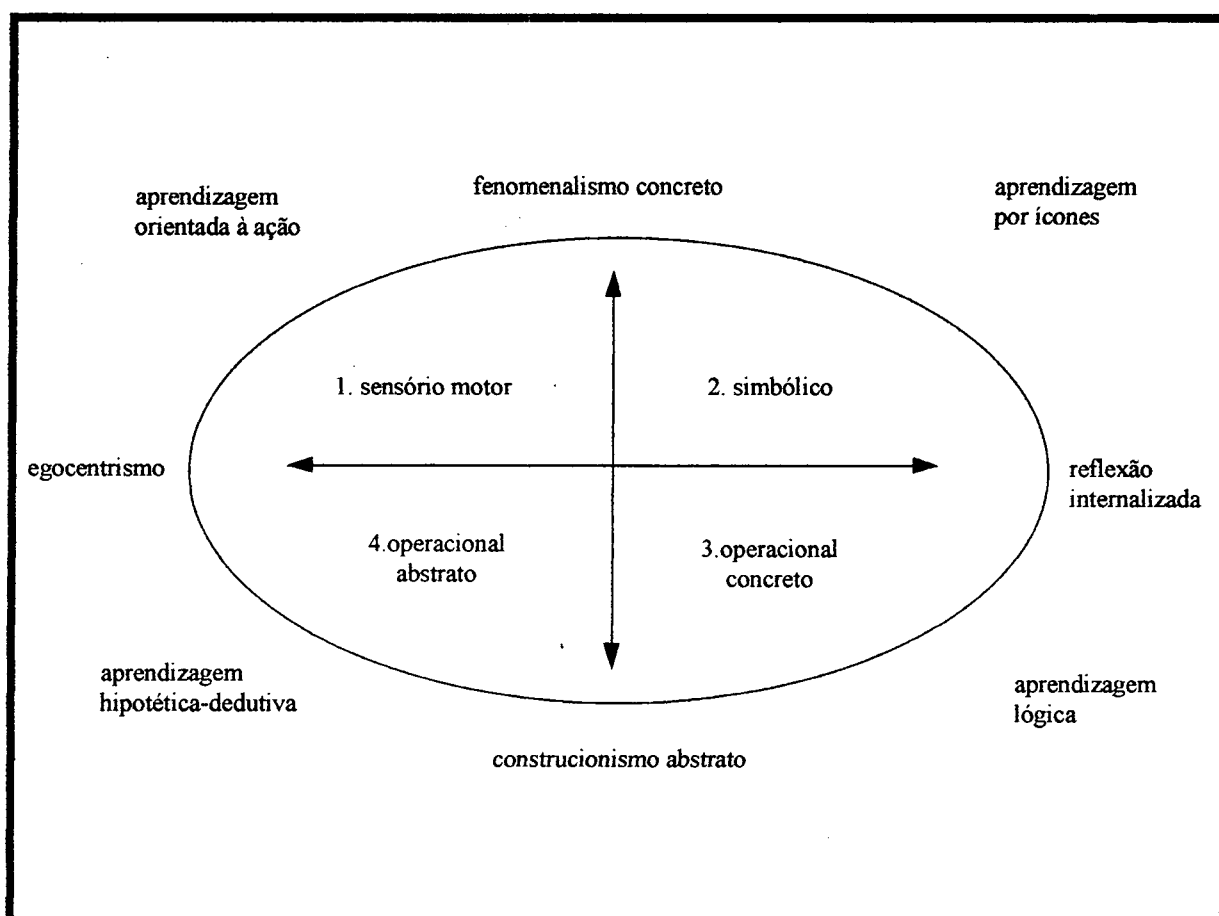 aprendizagem
orientada à ação
fenomenalismo concreto
aprendizagem
por ícones
1. sensório motor
2. simbólico
egocentrismo
reflexão
internalizada
4.operacional
abstrato
3.operacional
concreto
aprendizagem
hipotética-dedutiva
aprendizagem
lógica
construcionismo abstrato